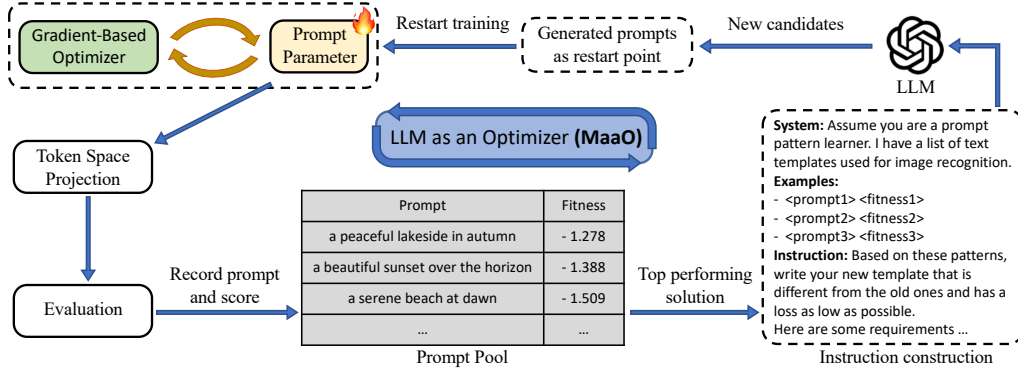 Gradient-Based
Optimizer
Prompt
Parameter
Restart training
Generated prompts
as restart point
New candidates
LLM
LLM as an Optimizer (MaaO)
Token Space
Projection
Evaluation
Record prompt
and score
Prompt Fitness
a peaceful lakeside in autumn - 1.278
a beautiful sunset over the horizon - 1.388
a serene beach at dawn - 1.509
... ...
Prompt Pool
Top performing
solution
System: Assume you are a prompt
pattern learner. I have a list of text
templates used for image recognition.
Examples:
- <prompt1> <fitness1>
- <prompt2> <fitness2>
- <prompt3> <fitness3>
Instruction: Based on these patterns,
write your new template that is
different from the old ones and has a
loss as low as possible.
Here are some requirements ...
Instruction construction